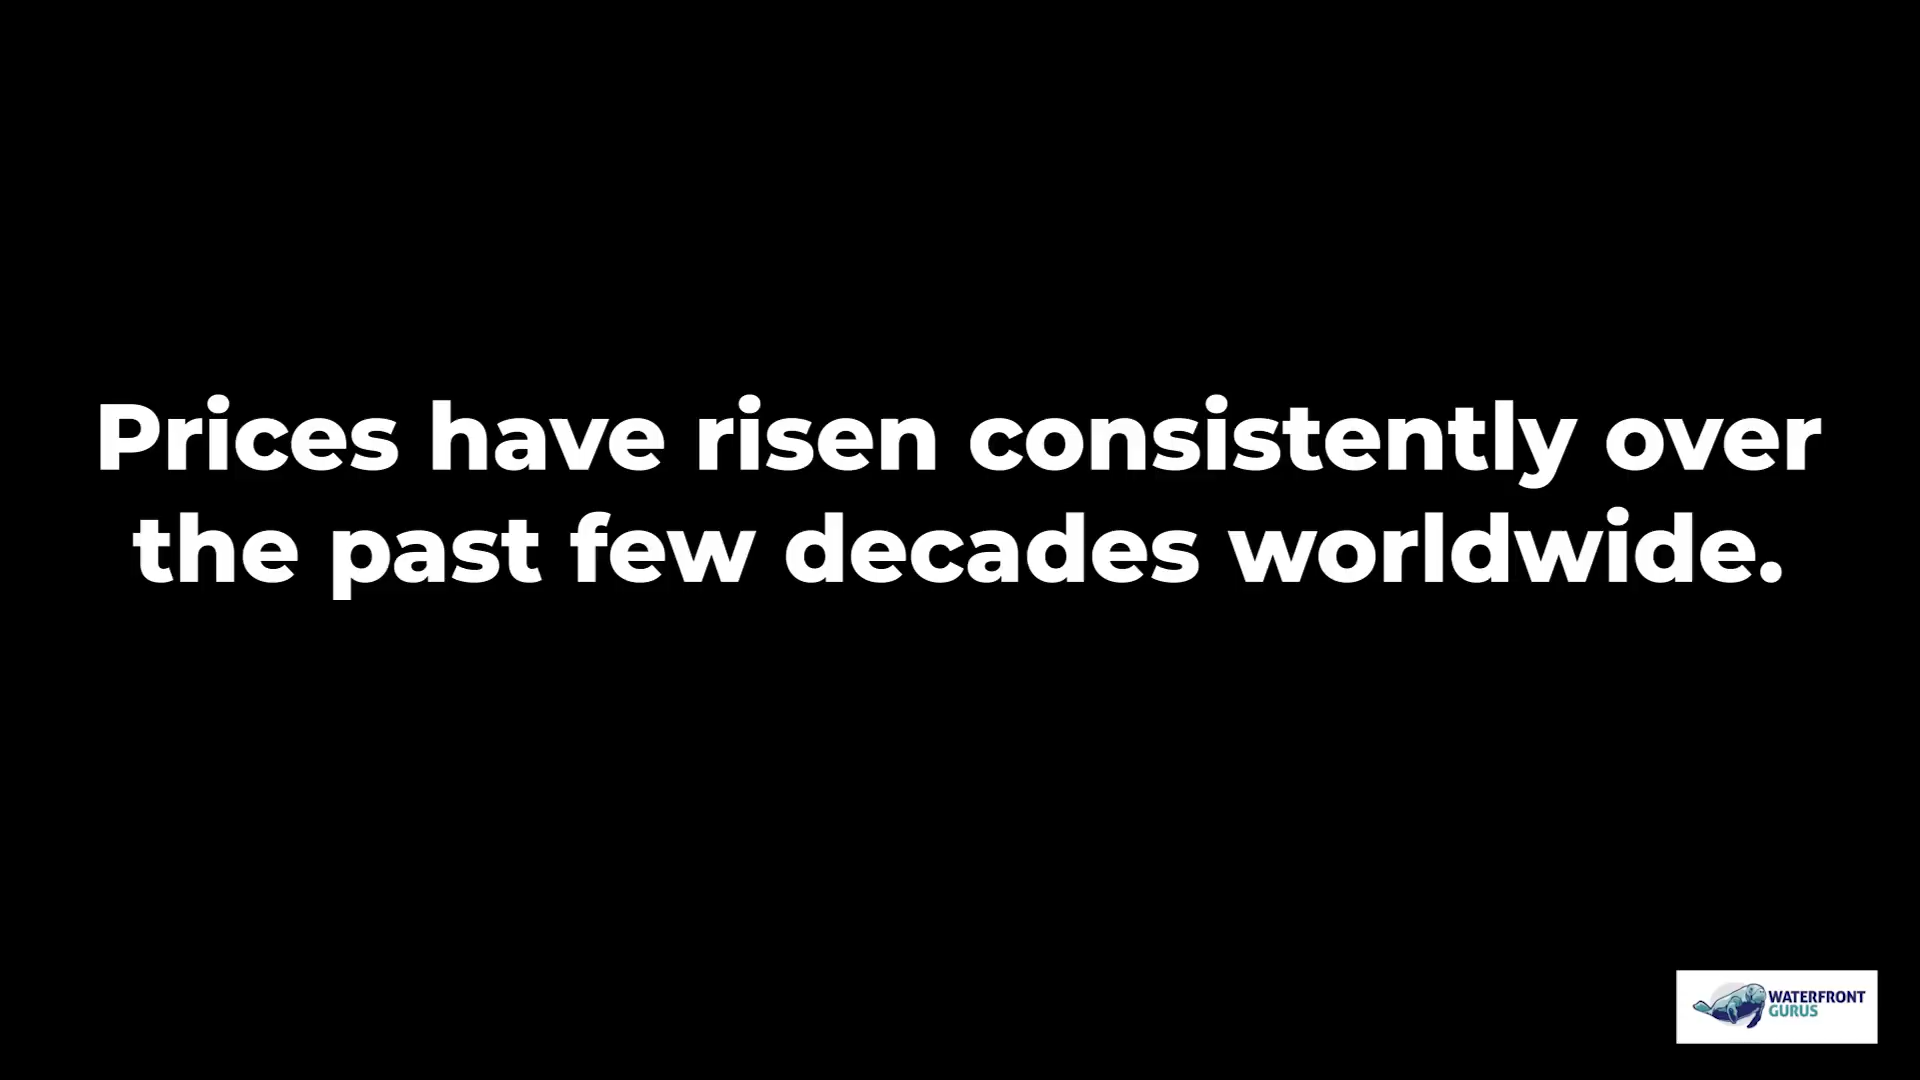 Prices have risen consistently over
the past few decades worldwide.
WATERFRONT
GURUS